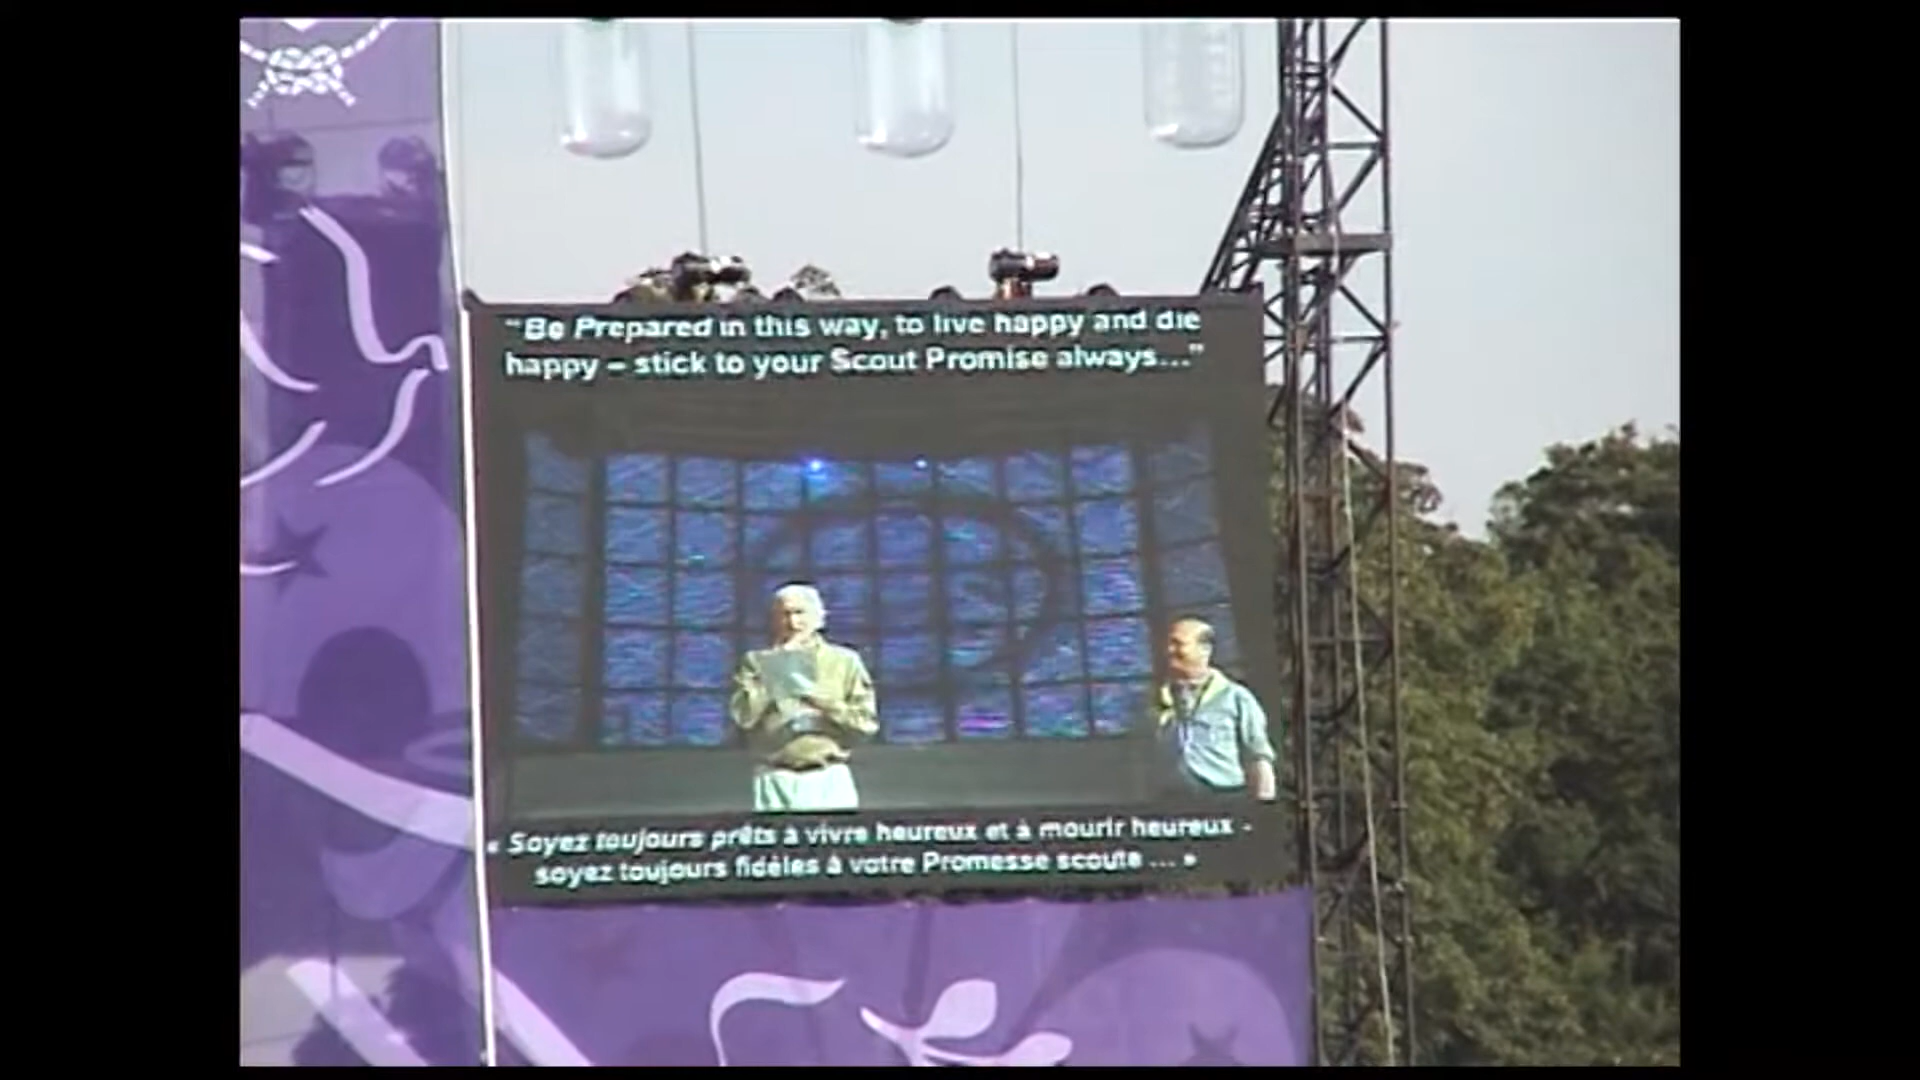 “Be Prepared in this way, to live happy and die
happy – stick to your Scout Promise always...”
« Soyez toujours prêts à vivre heureux et à mourir heureux -
soyez toujours fidèles à votre Promesse scoute ... »